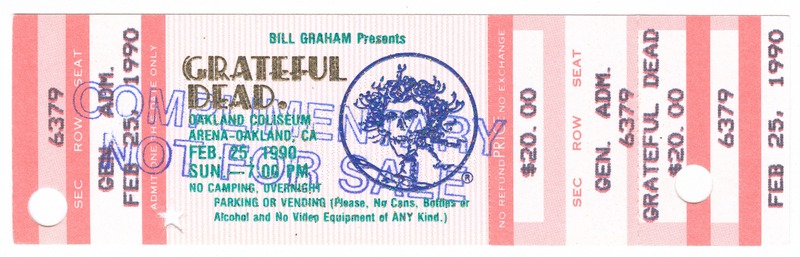 6379
SEC ROW SEAT
GEN. ADM.
FEB 25, 1990
ADMIT ONE THIS DATE ONLY
BILL GRAHAM Presents
GRATEFUL
DEAD.
OAKLAND COLISEUM
ARENA-OAKLAND, CA
FEB. 25, 1990
SUN. — 7:00 PM
NO CAMPING, OVERNIGHT
PARKING OR VENDING (Please, No Cans, Bottles or
Alcohol and No Video Equipment of ANY Kind.)
COMPLIMENTARY
NOT FOR SALE
®
NO REFUND PRICE NO EXCHANGE
$20.00
SEC ROW SEAT
GEN. ADM.
6379
GRATEFUL DEAD
$20.00
6379
FEB 25, 1990